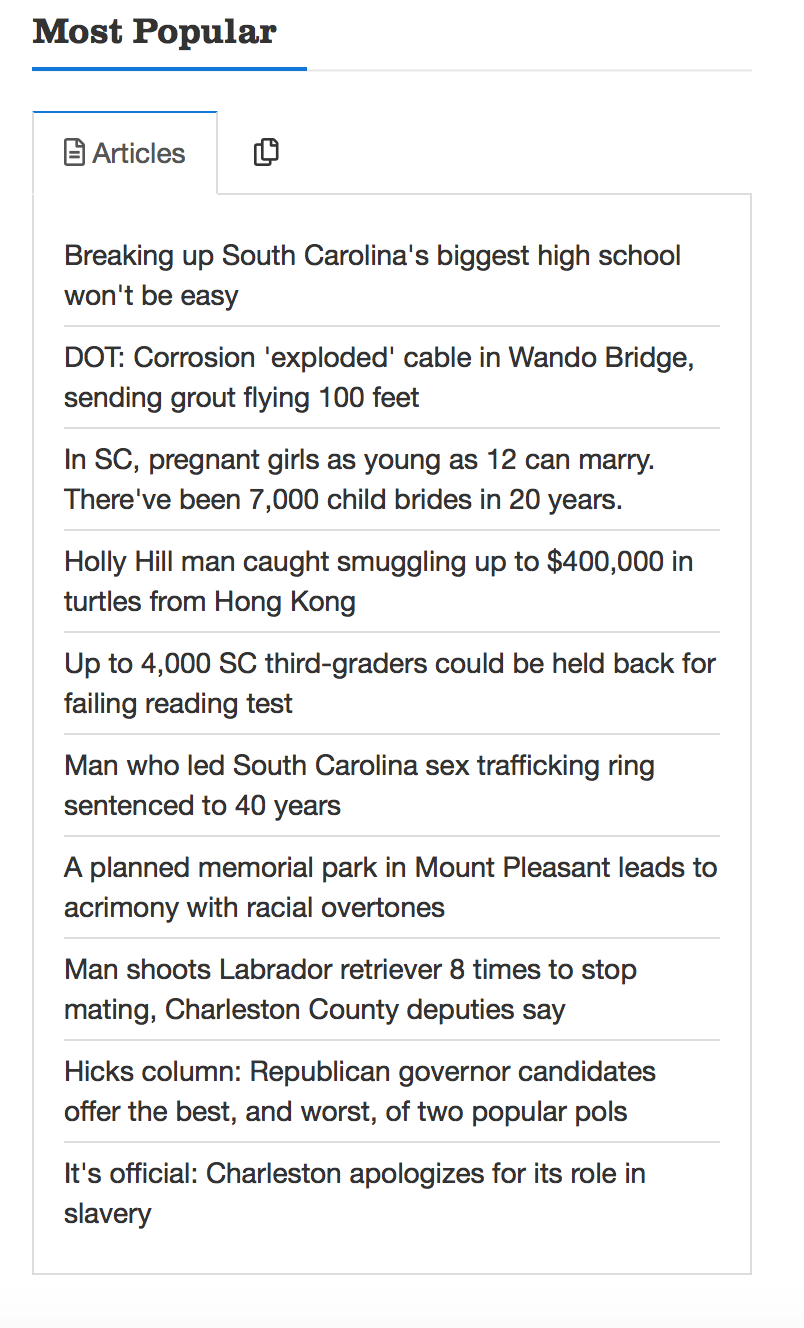 Most Popular
Articles
Breaking up South Carolina's biggest high school
won't be easy
DOT: Corrosion 'exploded' cable in Wando Bridge,
sending grout flying 100 feet
In SC, pregnant girls as young as 12 can marry.
There've been 7,000 child brides in 20 years.
Holly Hill man caught smuggling up to $400,000 in
turtles from Hong Kong
Up to 4,000 SC third-graders could be held back for
failing reading test
Man who led South Carolina sex trafficking ring
sentenced to 40 years
A planned memorial park in Mount Pleasant leads to
acrimony with racial overtones
Man shoots Labrador retriever 8 times to stop
mating, Charleston County deputies say
Hicks column: Republican governor candidates
offer the best, and worst, of two popular pols
It's official: Charleston apologizes for its role in
slavery